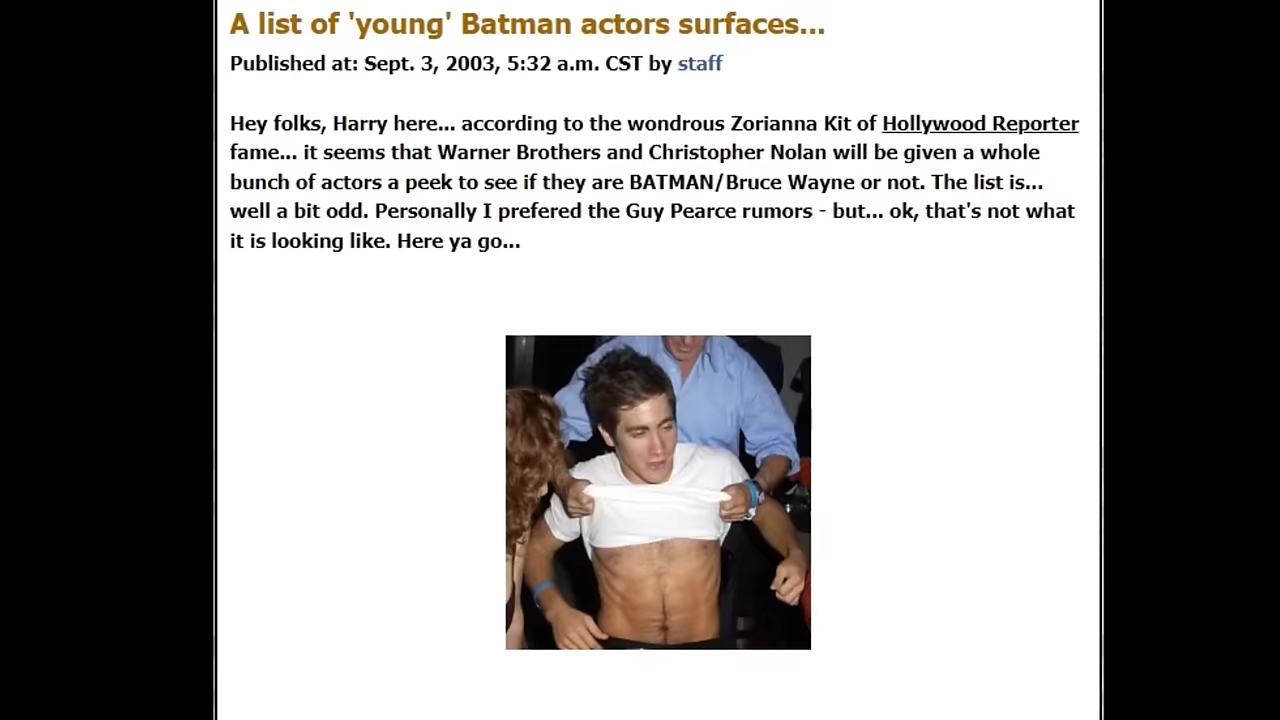 A list of 'young' Batman actors surfaces...
Published at: Sept. 3, 2003, 5:32 a.m. CST by staff
Hey folks, Harry here... according to the wondrous Zorianna Kit of Hollywood Reporter
fame... it seems that Warner Brothers and Christopher Nolan will be given a whole
bunch of actors a peek to see if they are BATMAN/Bruce Wayne or not. The list is...
well a bit odd. Personally I prefered the Guy Pearce rumors - but... ok, that's not what
it is looking like. Here ya go...